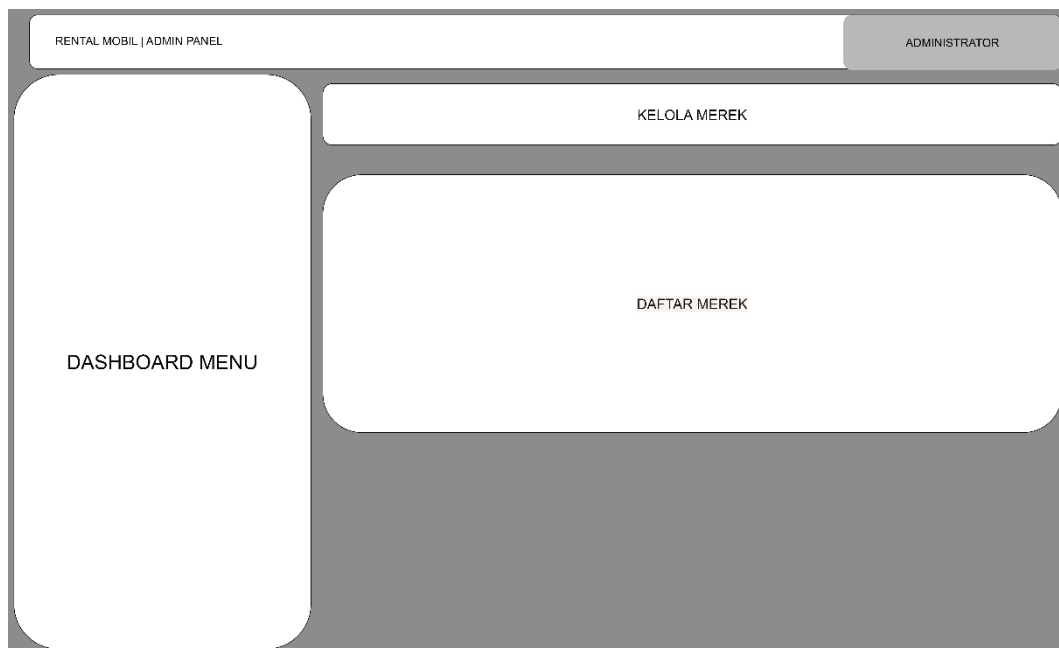 RENTAL MOBIL | ADMIN PANEL
ADMINISTRATOR
KELOLA MEREK
DAFTAR MEREK
DASHBOARD MENU